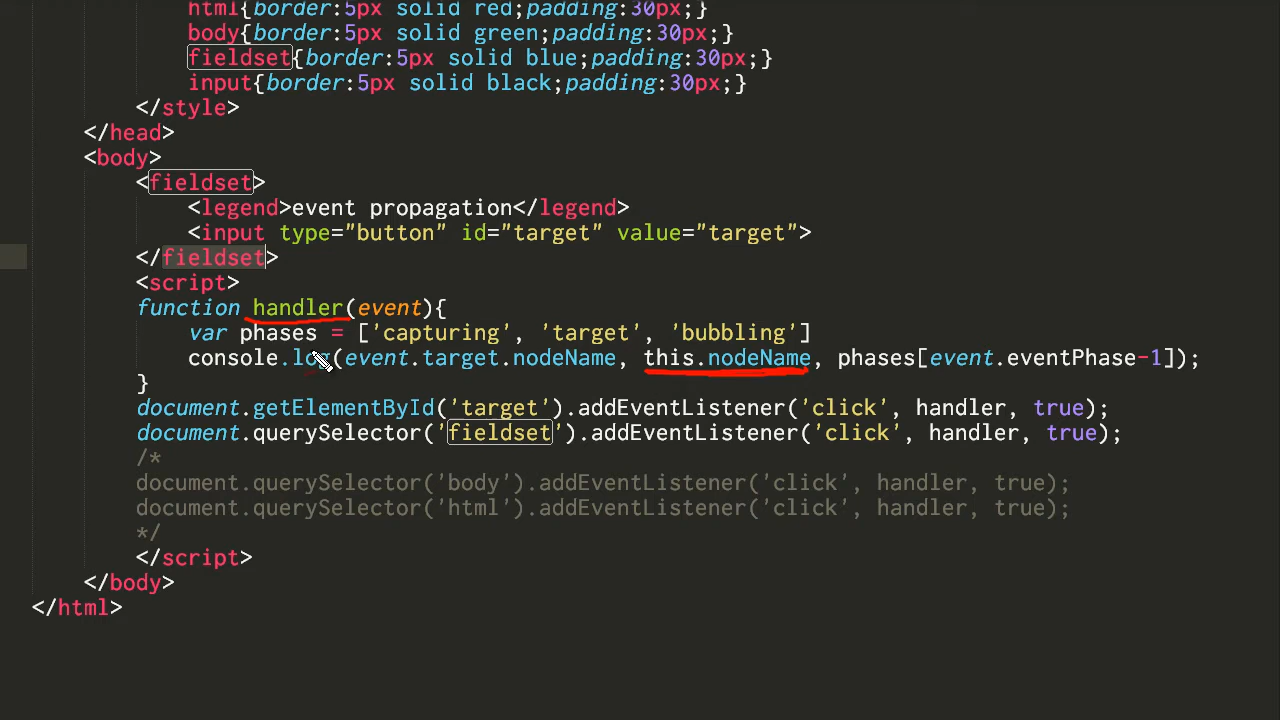 html{border:5px solid red;padding:30px;}
body{border:5px solid green;padding:30px;}
fieldset{border:5px solid blue;padding:30px;}
input{border:5px solid black;padding:30px;}
</style>
</head>
<body>
<fieldset>
<legend>event propagation</legend>
<input type="button" id="target" value="target">
</fieldset>
<script>
function handler(event){
var phases = ['capturing', 'target', 'bubbling']
console.log(event.target.nodeName, this.nodeName, phases[event.eventPhase-1]);
}
document.getElementById('target').addEventListener('click', handler, true);
document.querySelector('fieldset').addEventListener('click', handler, true);
/*
document.querySelector('body').addEventListener('click', handler, true);
document.querySelector('html').addEventListener('click', handler, true);
*/
</script>
</body>
</html>